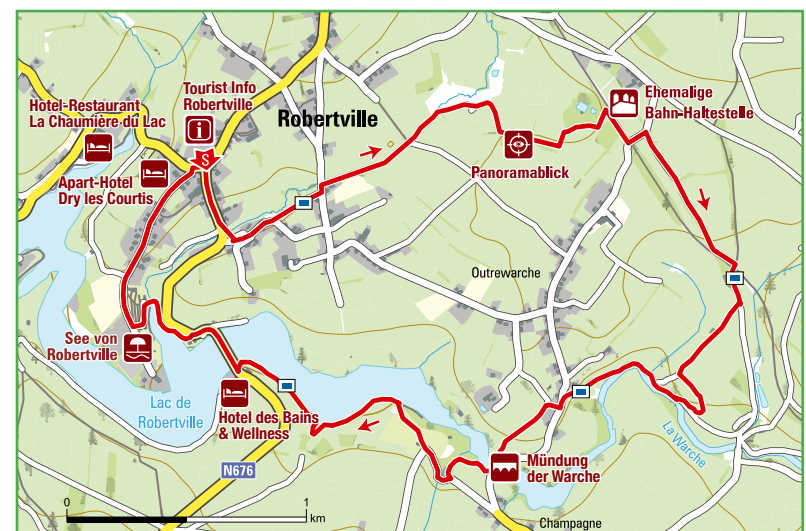 Tourist Info
Robertville
Hotel-Restaurant
La Chaumière du Lac
Robertville
Ehemalige
Bahn-Haltestelle
i
S
Apart-Hotel
Dry les Courtis
Panoramablick
Outrewarche
See von
Robertville
Lac de
Robertville
Hotel des Bains
& Wellness
La Warche
N676
Mündung
der Warche
0
1
km
Champagne